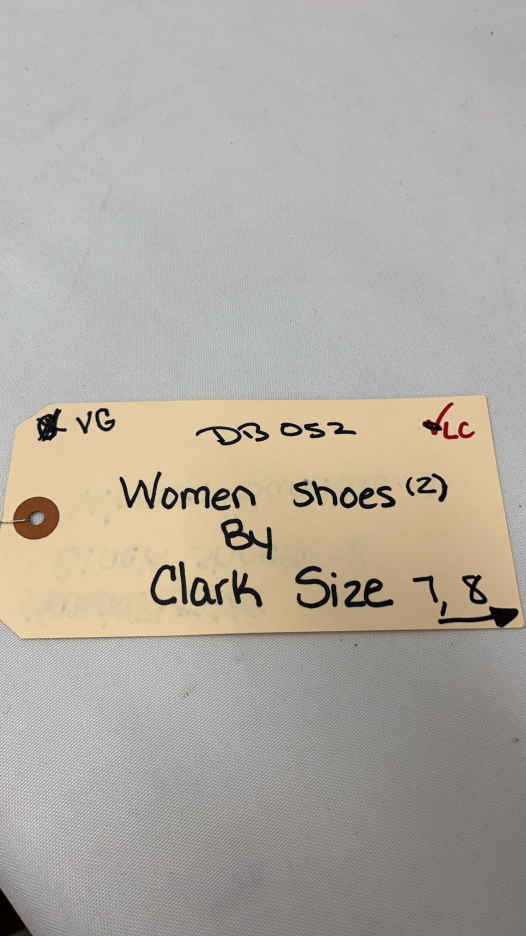 VG DB 052 LC
Women Shoes (2)
By
Clark Size 7, 8